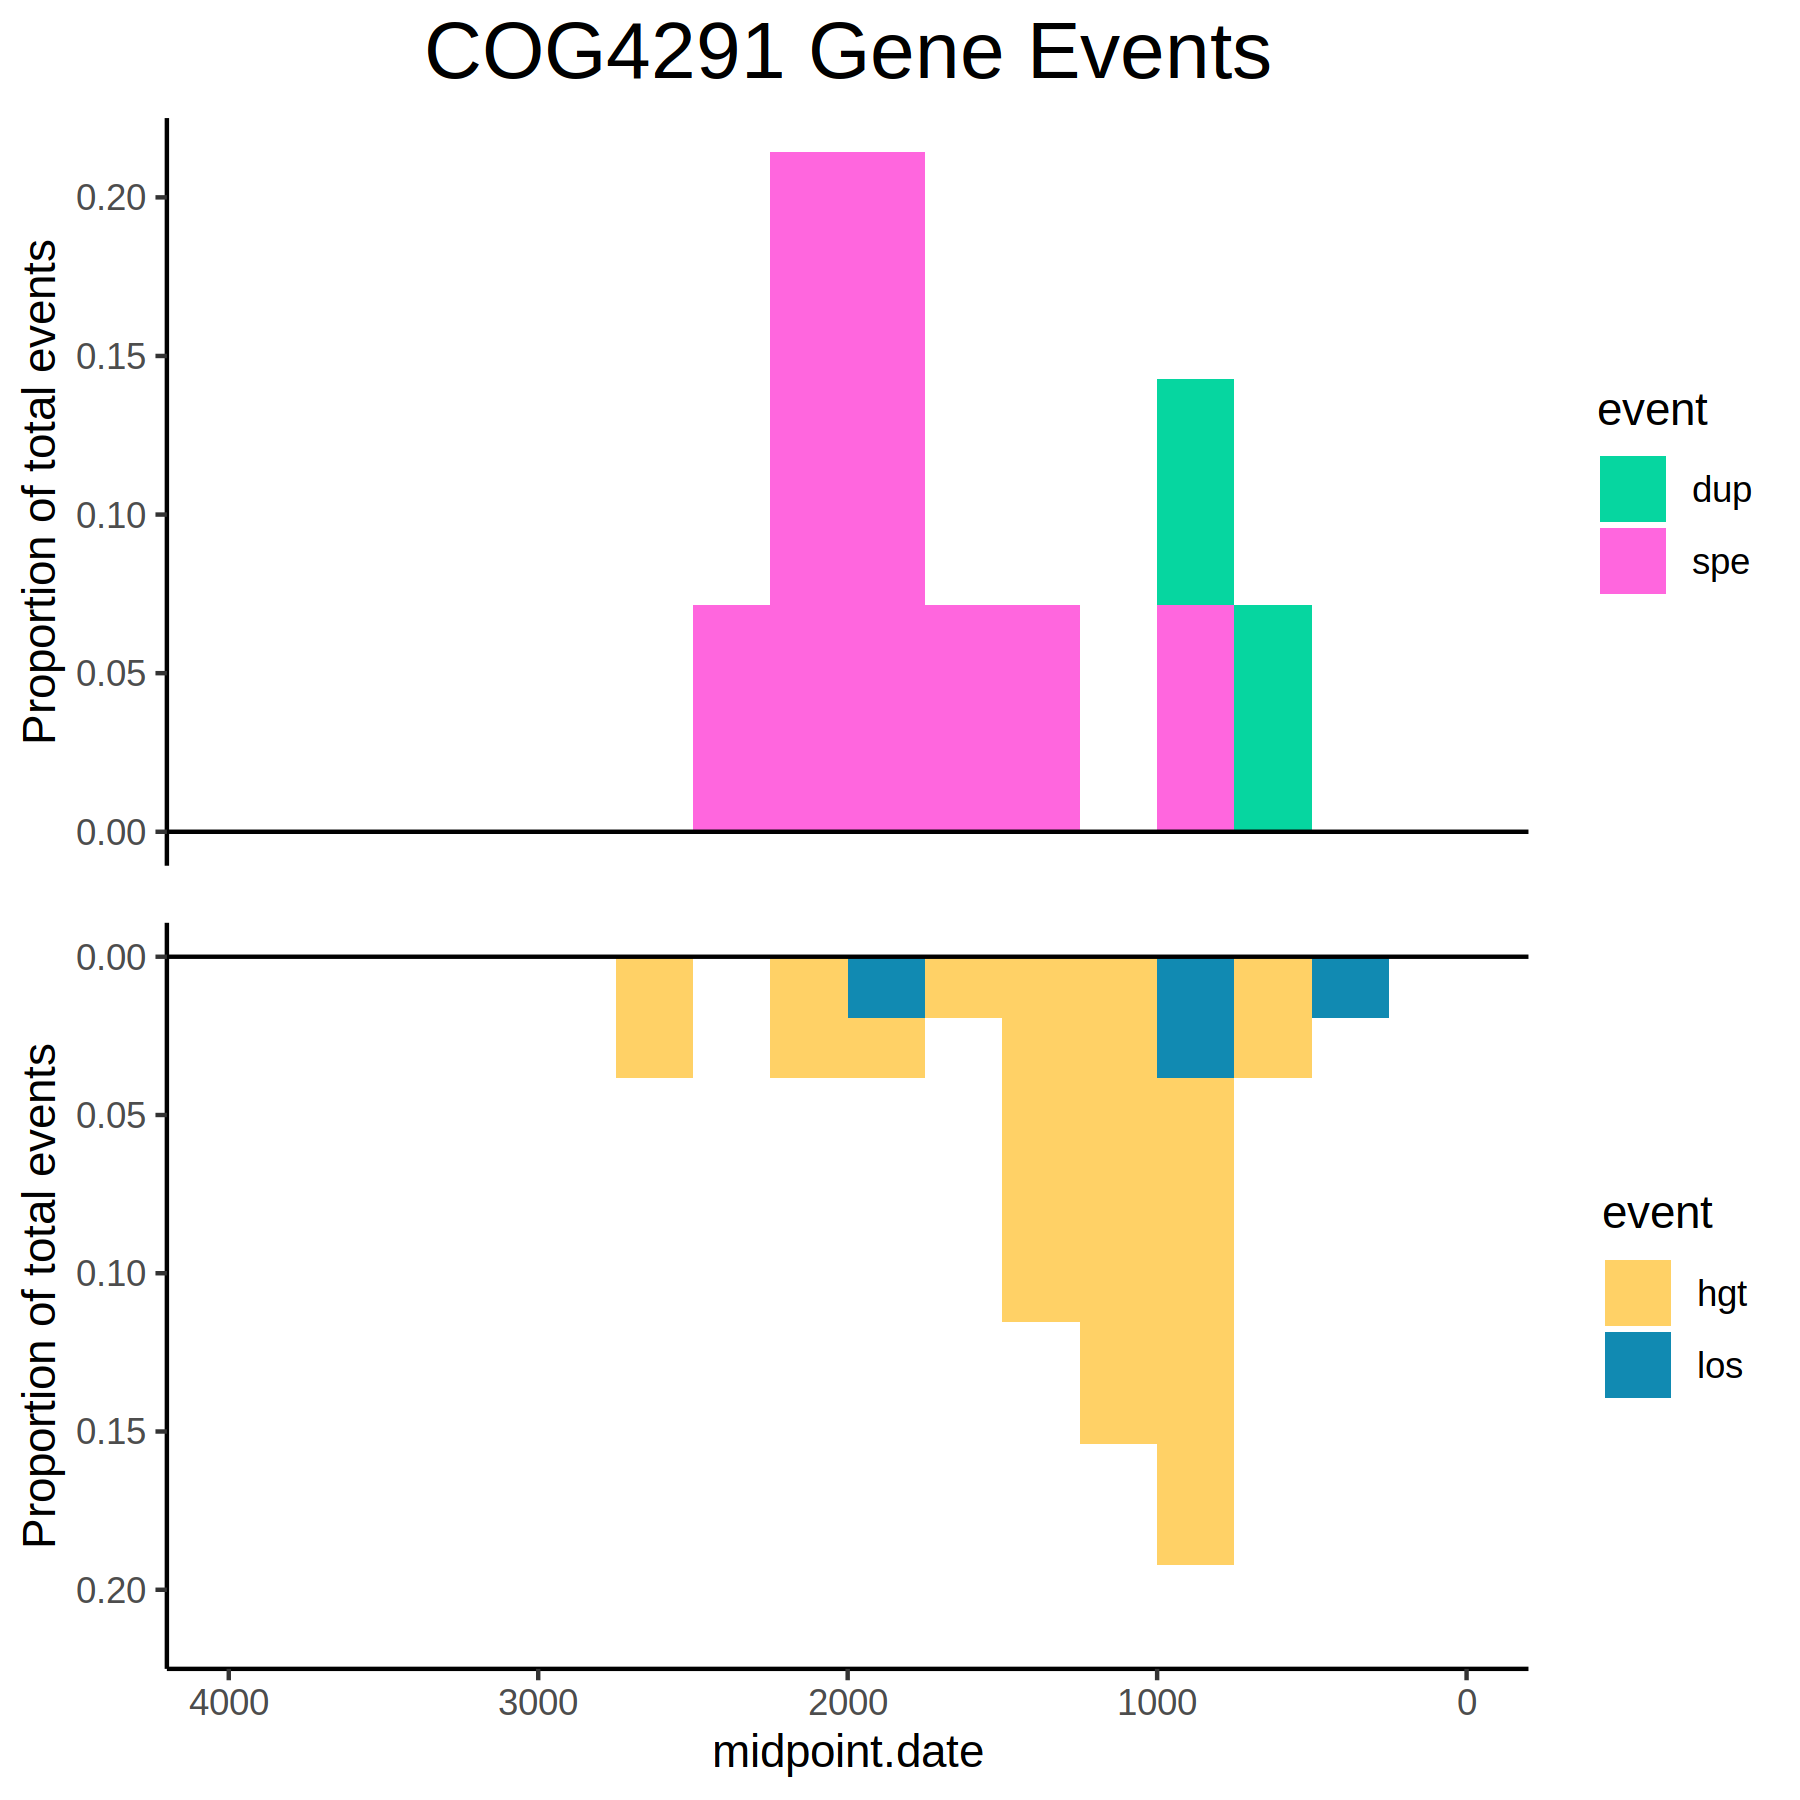 COG4291 Gene Events
Proportion of total events
0.20
0.15
0.10
0.05
0.00
event
dup
spe
Proportion of total events
0.00
0.05
0.10
0.15
0.20
event
hgt
los
4000 3000 2000 1000 0
midpoint.date